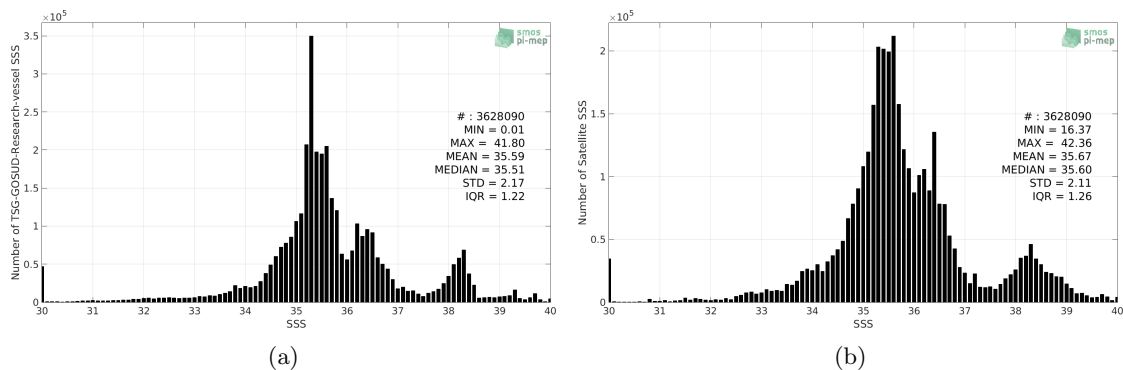 ×10⁵
3.5
3
2.5
2
1.5
1
0.5
0
30 31 32 33 34 35 36 37 38 39 40
SSS
Number of TSG-GOSUD-Research-vessel SSS
smos
pi-mep
# : 3628090
MIN = 0.01
MAX = 41.80
MEAN = 35.59
MEDIAN = 35.51
STD = 2.17
IQR = 1.22
(a)
×10⁵
2
1.5
1
0.5
0
30 31 32 33 34 35 36 37 38 39 40
SSS
Number of Satellite SSS
smos
pi-mep
# : 3628090
MIN = 16.37
MAX = 42.36
MEAN = 35.67
MEDIAN = 35.60
STD = 2.11
IQR = 1.26
(b)